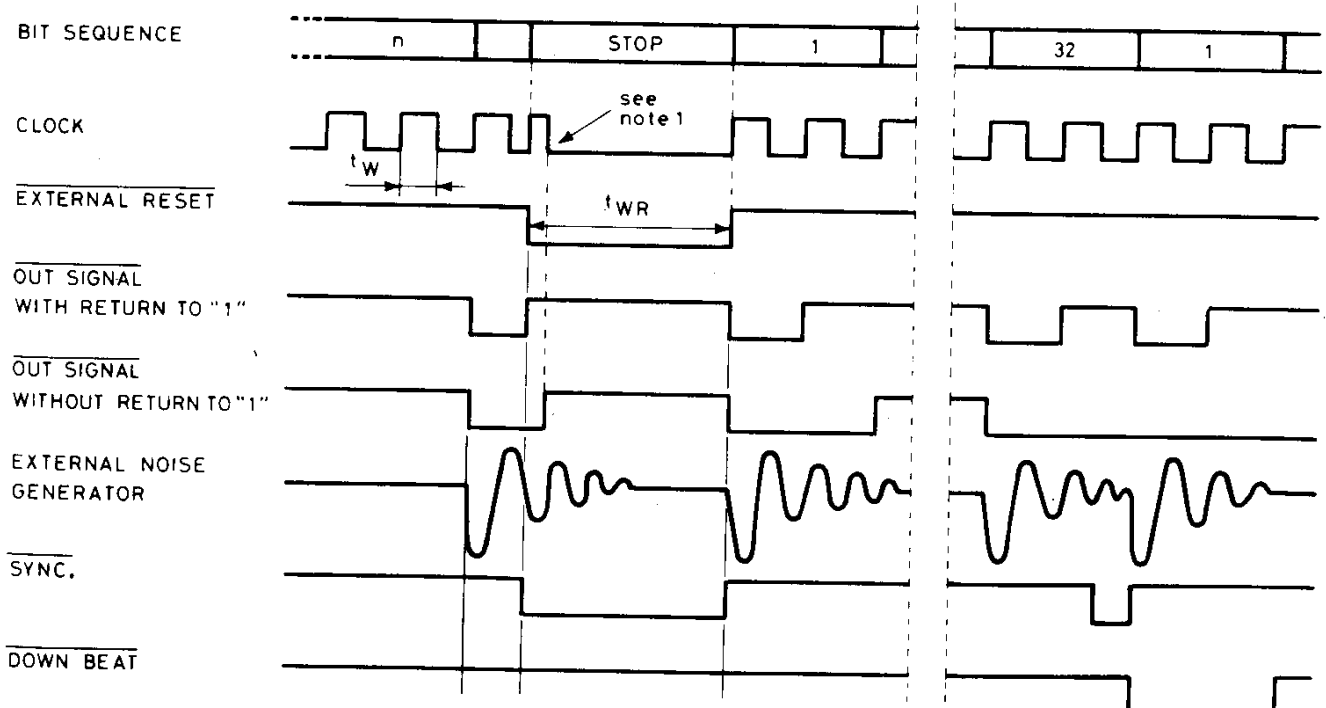 BIT SEQUENCE
n
STOP
1
32
1
CLOCK
see
note 1
tW
EXTERNAL RESET
tWR
OUT SIGNAL
WITH RETURN TO "1"
OUT SIGNAL
WITHOUT RETURN TO "1"
EXTERNAL NOISE
GENERATOR
SYNC.
DOWN BEAT